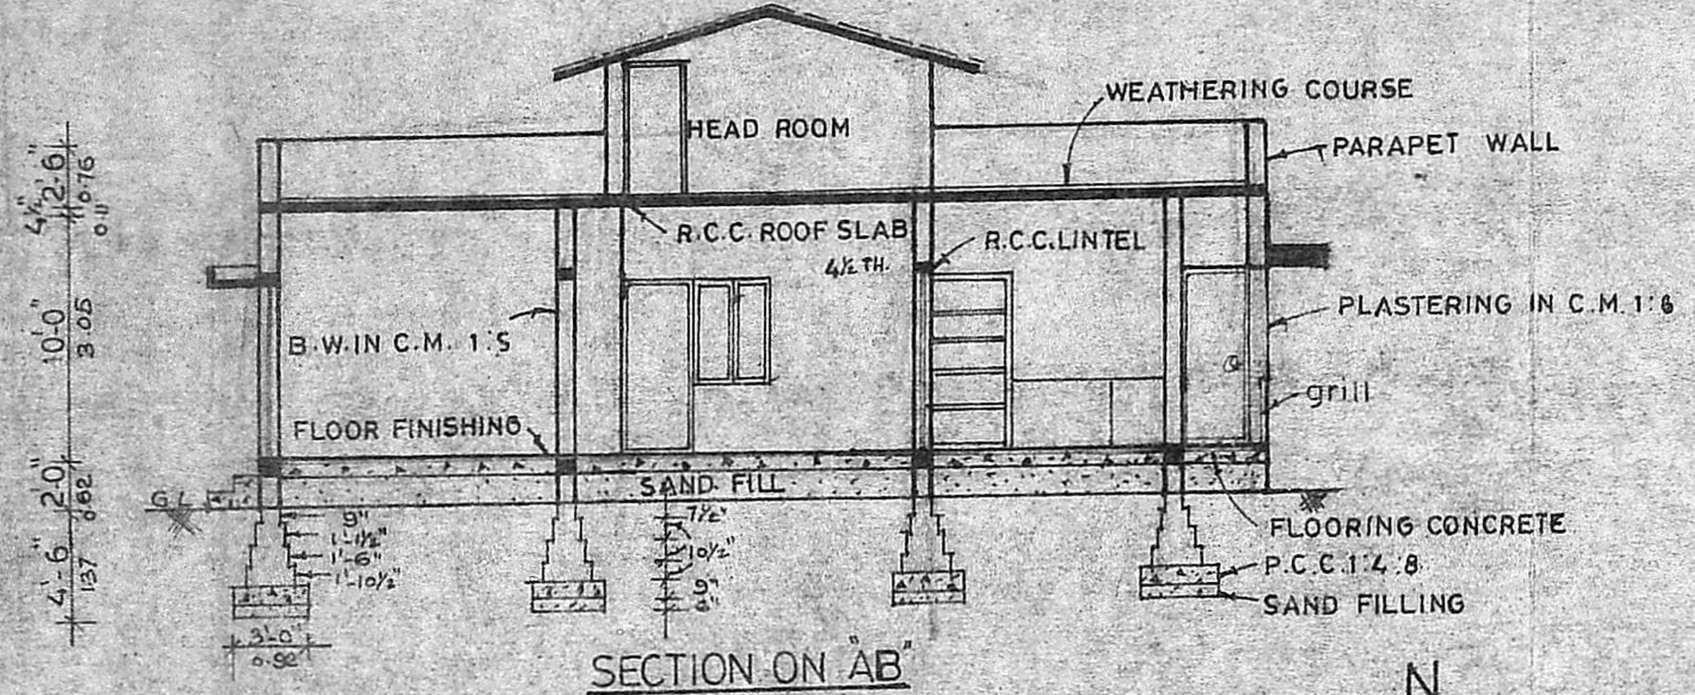 WEATHERING COURSE
HEAD ROOM
PARAPET WALL
2'-6"
0.76
4½"
0.11
R.C.C. ROOF SLAB
4½ TH.
R.C.C. LINTEL
10'-0"
3.05
PLASTERING IN C.M. 1:6
B.W. IN C.M. 1:5
grill
FLOOR FINISHING
2'-0"
0.62
SAND FILL
G.L
9"
1'-1½"
1'-6"
1'-10½"
7½"
10½"
9"
FLOORING CONCRETE
P.C.C. 1:4:8
SAND FILLING
4'-6"
1.37
3'-0"
0.92
SECTION ON "AB"
N